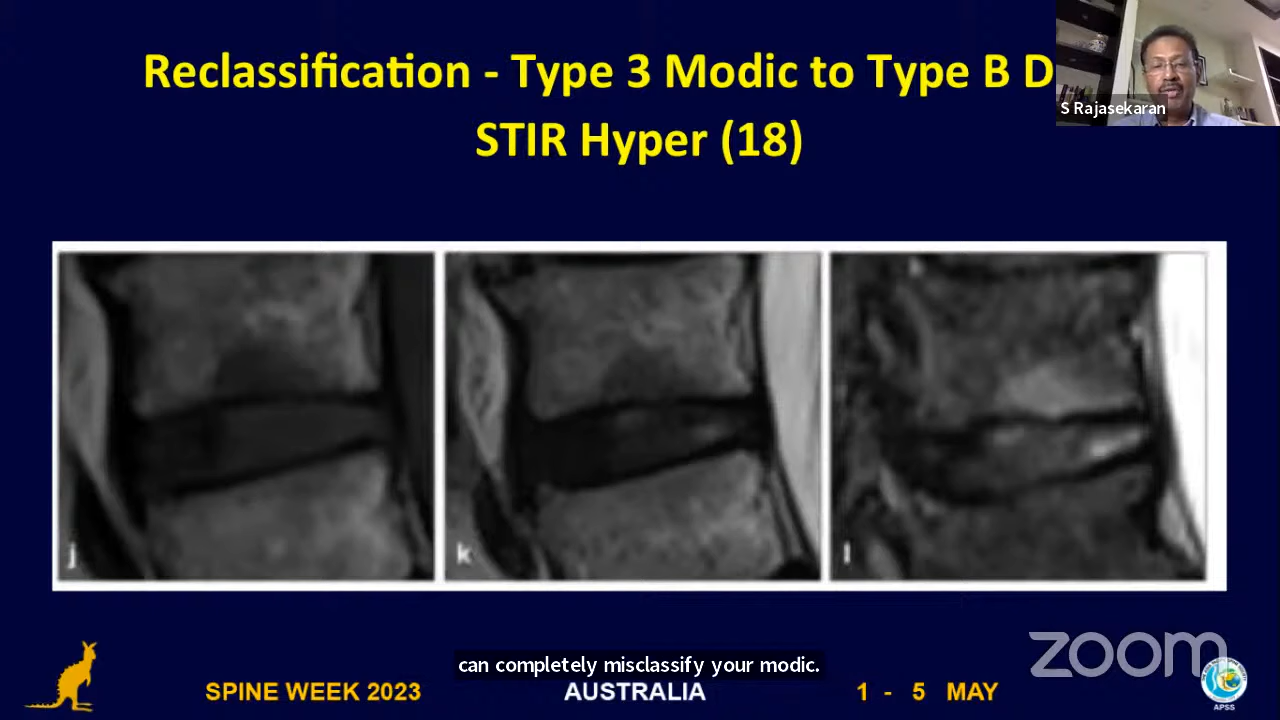 Reclassification - Type 3 Modic to Type B D
STIR Hyper (18)
S Rajasekaran
j
k
l
can completely misclassify your modic.
zoom
SPINE WEEK 2023
AUSTRALIA
1 - 5 MAY
APSS